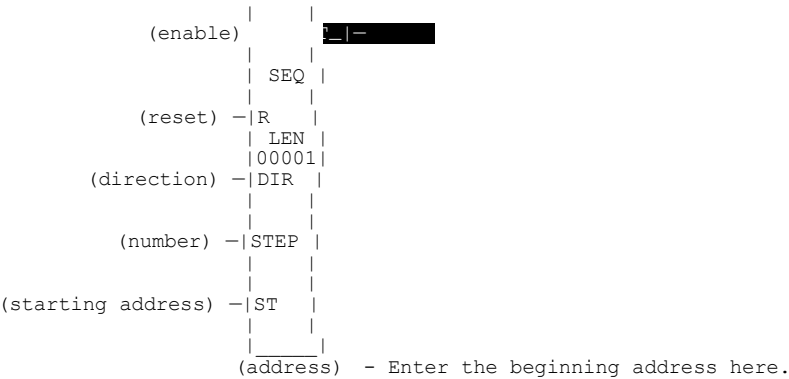 (enable)
SEQ
(reset) —|R |
| LEN |
|00001|
(direction) —|DIR |
(number) —|STEP |
(starting address) —|ST |
(address) - Enter the beginning address here.